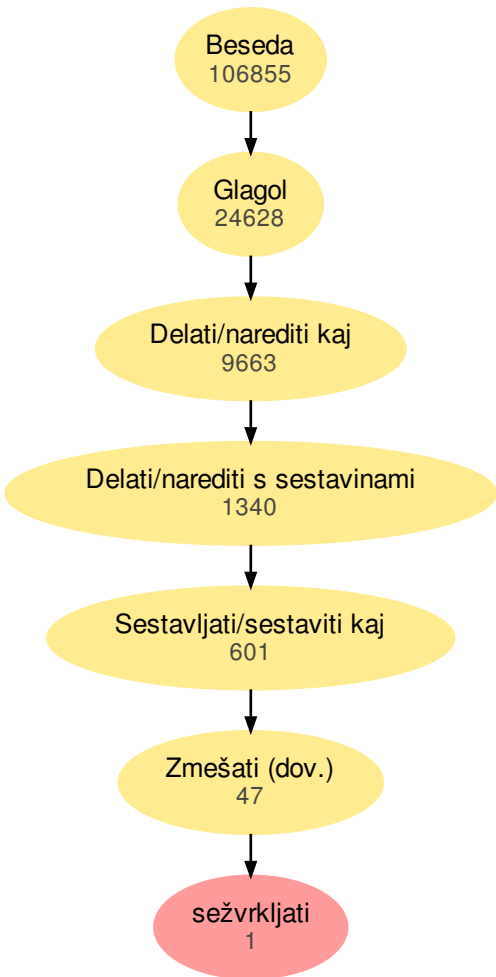 Beseda
106855
Glagol
24628
Delati/narediti kaj
9663
Delati/narediti s sestavinami
1340
Sestavljati/sestaviti kaj
601
Zmešati (dov.)
47
sežvrkljati
1